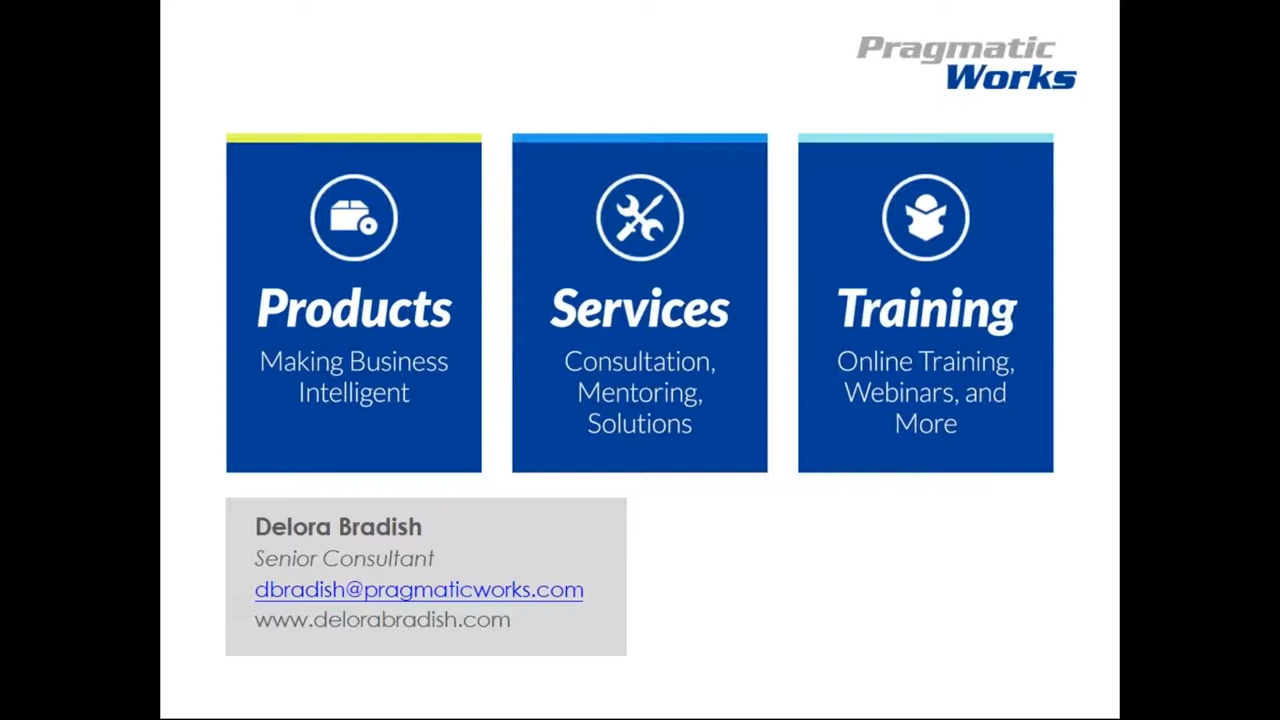 Pragmatic
Works
Products
Making Business
Intelligent
Services
Consultation,
Mentoring,
Solutions
Training
Online Training,
Webinars, and
More
Delora Bradish
Senior Consultant
dbradish@pragmaticworks.com
www.delorabradish.com